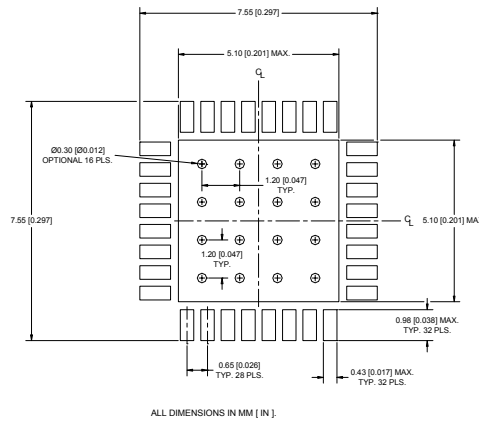 7.55 [0.297]
5.10 [0.201] MAX.
CL
Ø0.30 [Ø0.012]
OPTIONAL 16 PLS.
1.20 [0.047]
TYP.
7.55 [0.297]
CL
5.10 [0.201] MAX
1.20 [0.047]
TYP.
0.98 [0.038] MAX.
TYP. 32 PLS.
0.65 [0.026]
TYP. 28 PLS.
0.43 [0.017] MAX.
TYP. 32 PLS.
ALL DIMENSIONS IN MM [ IN ].